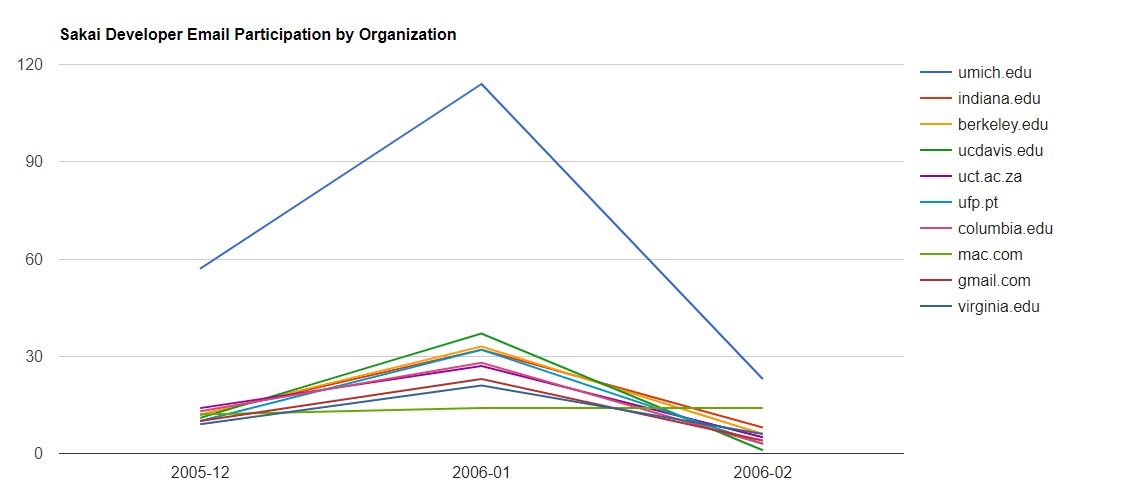 Sakai Developer Email Participation by Organization
120
90
60
30
0
2005-12
2006-01
2006-02
umich.edu
indiana.edu
berkeley.edu
ucdavis.edu
uct.ac.za
ufp.pt
columbia.edu
mac.com
gmail.com
virginia.edu